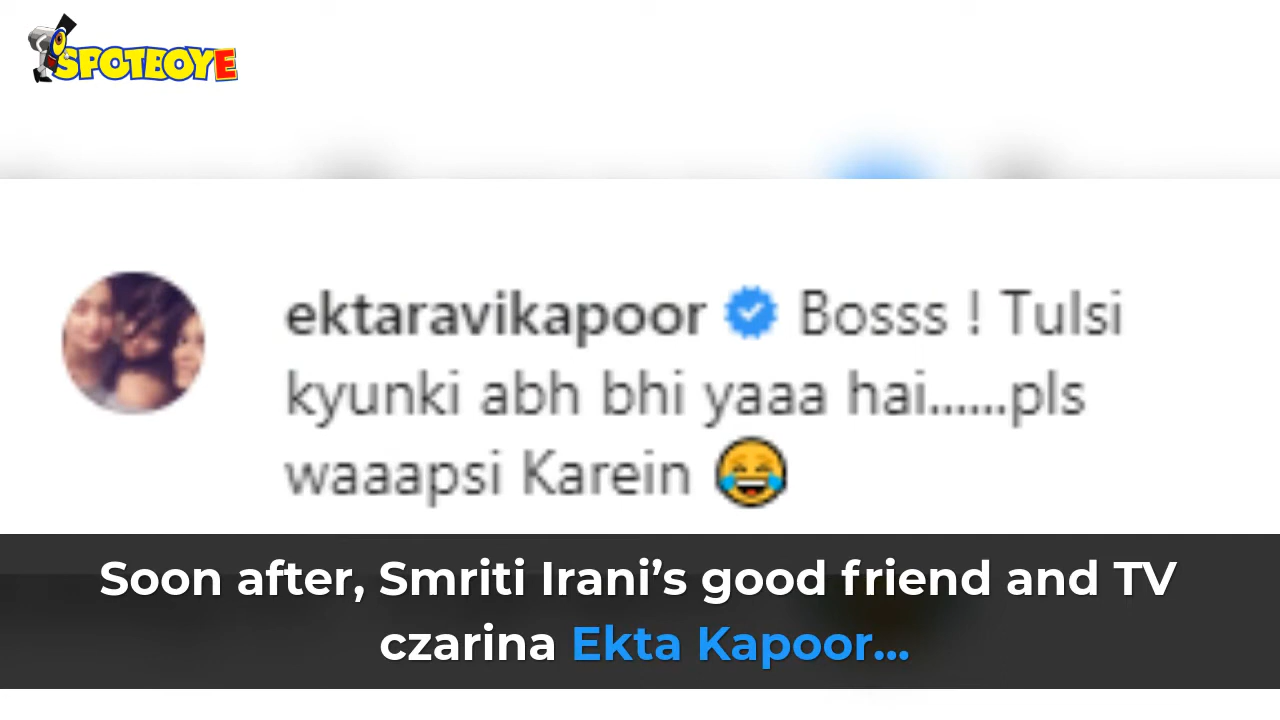 SPOTBOYE
ektaravikapoor Bosss ! Tulsi
kyunki abh bhi yaaa hai......pls
waaapsi Karein 😂
Soon after, Smriti Irani’s good friend and TV
czarina Ekta Kapoor...